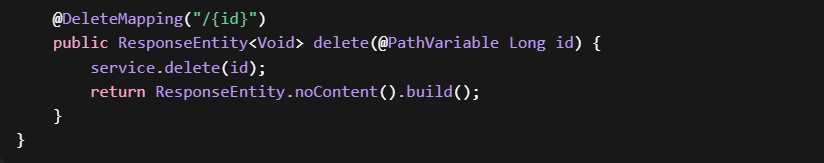 @DeleteMapping("/{id}")
public ResponseEntity<Void> delete(@PathVariable Long id) {
service.delete(id);
return ResponseEntity.noContent().build();
}
}